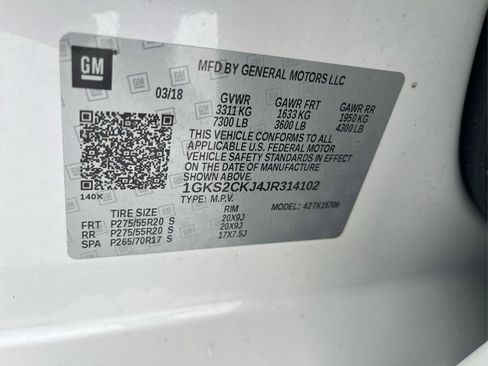 GM
MFD BY GENERAL MOTORS LLC
03/18 GVWR GAWR FRT GAWR RR
3311 KG 1633 KG 1950 KG
7300 LB 3600 LB 4300 LB
THIS VEHICLE CONFORMS TO ALL
APPLICABLE U.S. FEDERAL MOTOR
VEHICLE SAFETY STANDARDS IN EFFECT
ON THE DATE OF MANUFACTURE
SHOWN ABOVE.
140X
1GKS2CKJ4JR314102
TYPE: M.P.V. MODEL: 42TK15706
TIRE SIZE RIM
FRT P275/55R20 S 20X9J
RR P275/55R20 S 20X9J
SPA P265/70R17 S 17X7.5J